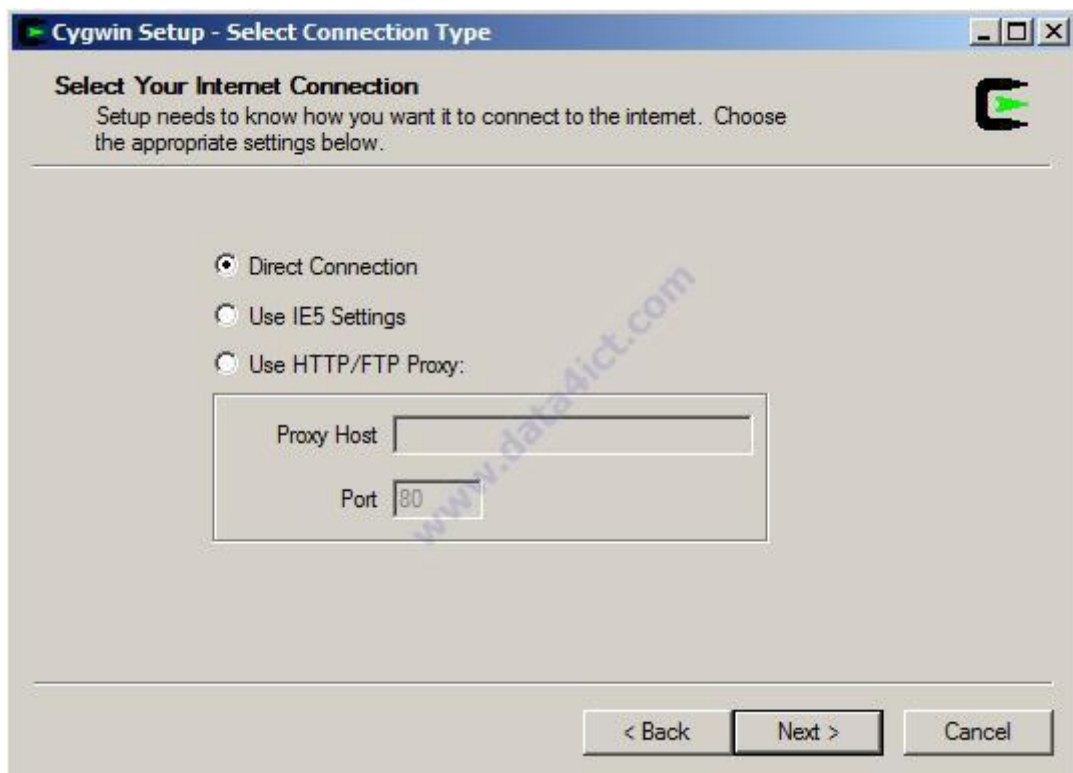 Cygwin Setup - Select Connection Type
Select Your Internet Connection
Setup needs to know how you want it to connect to the internet. Choose
the appropriate settings below.
Direct Connection
Use IE5 Settings
Use HTTP/FTP Proxy:
Proxy Host
Port 80
www.data4ict.com
< Back Next > Cancel